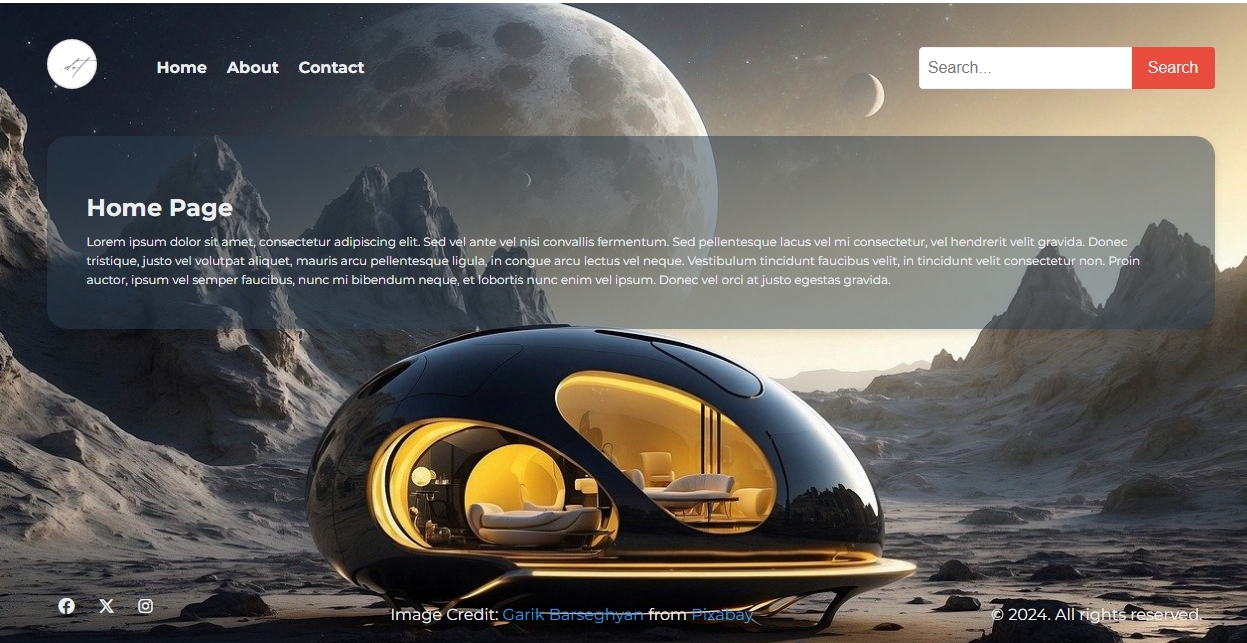 dot
Home About Contact
Search...
Search
Home Page
Lorem ipsum dolor sit amet, consectetur adipiscing elit. Sed vel ante vel nisi convallis fermentum. Sed pellentesque lacus vel mi consectetur, vel hendrerit velit gravida. Donec
tristique, justo vel volutpat aliquet, mauris arcu pellentesque ligula, in congue arcu lectus vel neque. Vestibulum tincidunt faucibus velit, in tincidunt velit consectetur non. Proin
auctor, ipsum vel semper faucibus, nunc mi bibendum neque, et lobortis nunc enim vel ipsum. Donec vel orci at justo egestas gravida.
Image Credit: Garik Barseghyan from Pixabay
© 2024. All rights reserved.